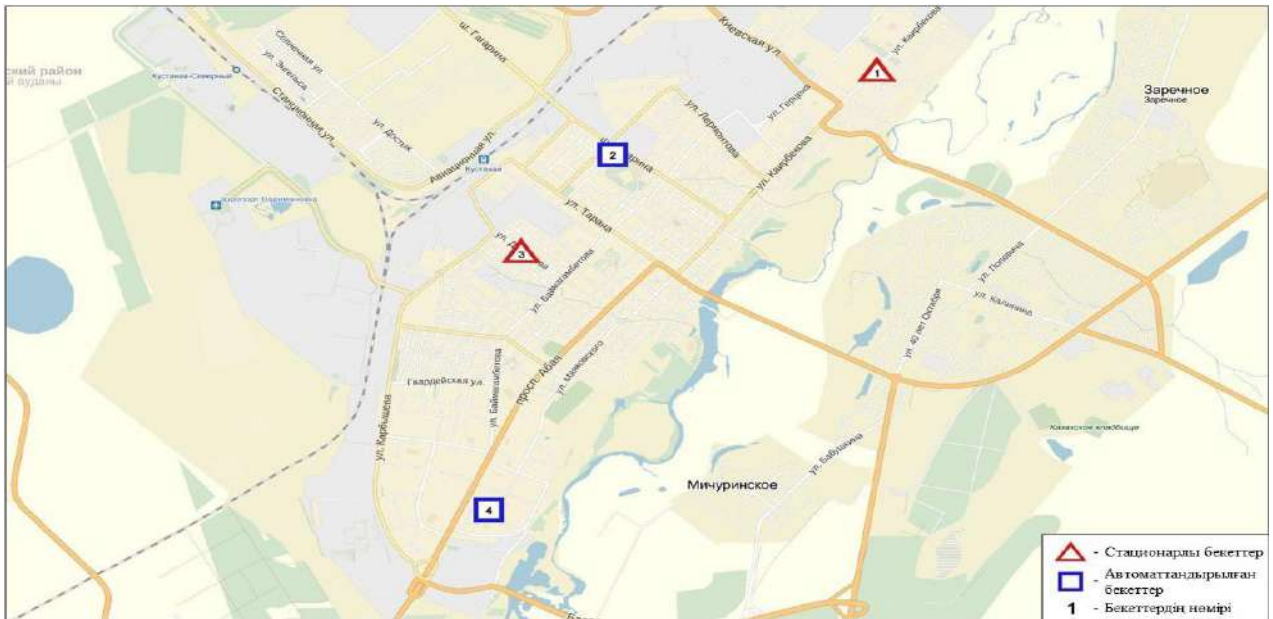 Киевская ул.
ул. Каирбекова
ш. Гагарина
Солнечная ул.
ский район
й ауданы
Кустанай-Северный
ул. Энгельса
1
Заречное
Заречное
Станционная ул.
ул. Герцена
ул. Лермонтова
ул. Достык
Авиационная ул.
2
Кустанай
ул. Каирбекова
ул. Тарана
3
ул. Баймагамбетова
ул. Поповича
ул. Калинина
ул. 40 лет Октября
просп. Абая
ул. Маяковского
Гвардейская ул.
ул. Баймагамбетова
ул. Карбышева
Казахское кладбище
ул. Бабушкина
Мичуринское
4
- Стационарлы бекеттер
- Автоматтандырылған
бекеттер
1 - Бекеттердің нөмірі